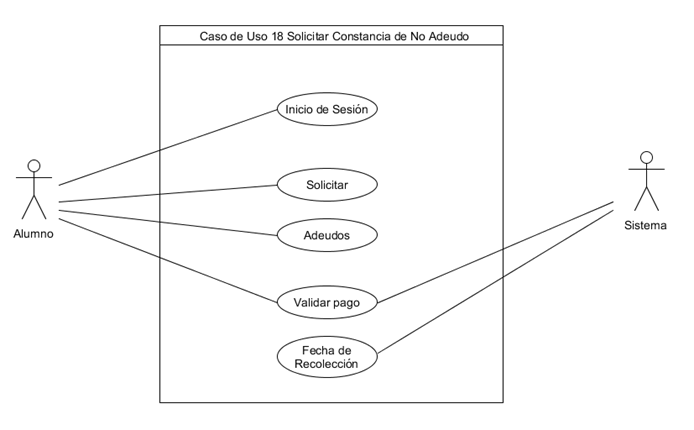 Caso de Uso 18 Solicitar Constancia de No Adeudo
Inicio de Sesión
Solicitar
Alumno
Sistema
Adeudos
Validar pago
Fecha de
Recolección